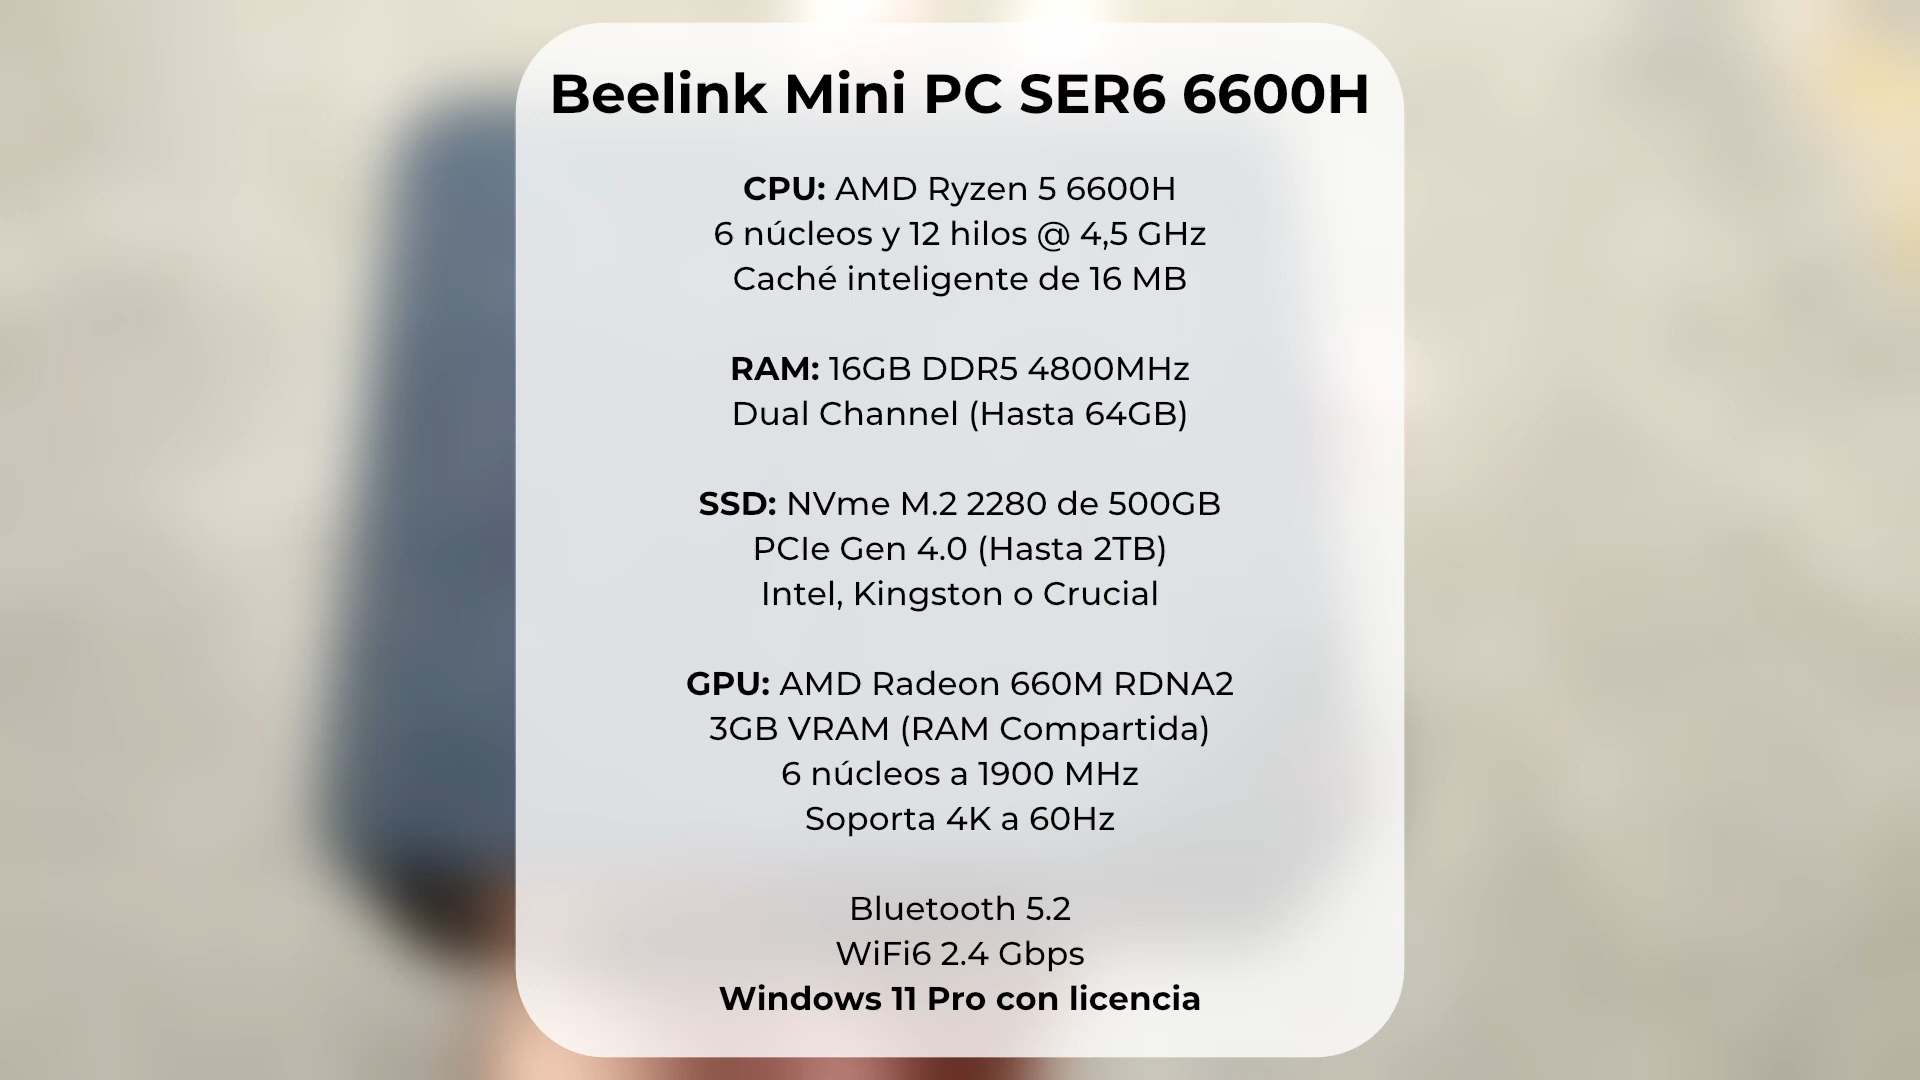 Beelink Mini PC SER6 6600H
CPU: AMD Ryzen 5 6600H
6 núcleos y 12 hilos @ 4,5 GHz
Caché inteligente de 16 MB
RAM: 16GB DDR5 4800MHz
Dual Channel (Hasta 64GB)
SSD: NVme M.2 2280 de 500GB
PCIe Gen 4.0 (Hasta 2TB)
Intel, Kingston o Crucial
GPU: AMD Radeon 660M RDNA2
3GB VRAM (RAM Compartida)
6 núcleos a 1900 MHz
Soporta 4K a 60Hz
Bluetooth 5.2
WiFi6 2.4 Gbps
Windows 11 Pro con licencia